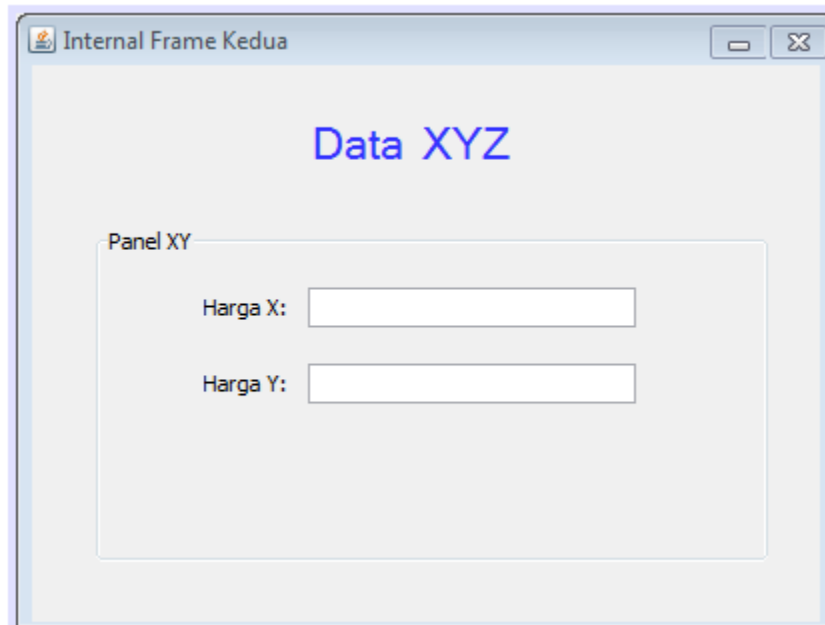 Internal Frame Kedua
Data XYZ
Panel XY
Harga X:
Harga Y: